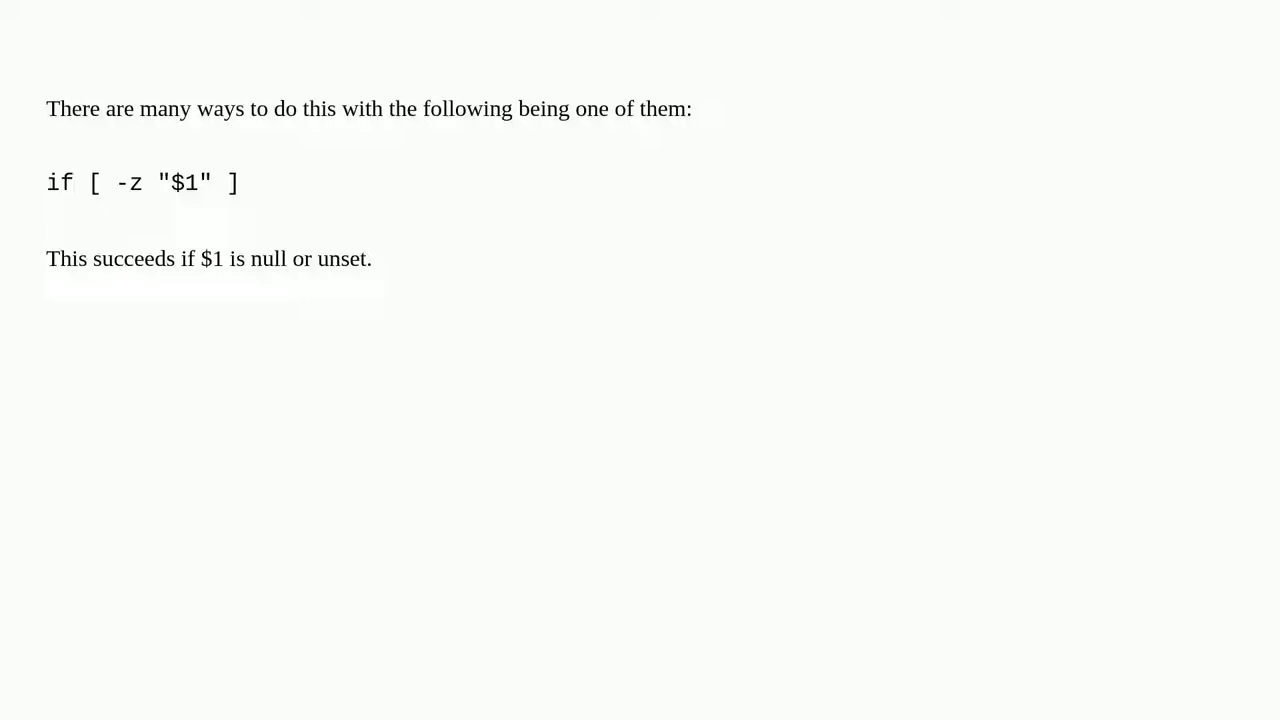 There are many ways to do this with the following being one of them:
if [ -z "$1" ]
This succeeds if $1 is null or unset.